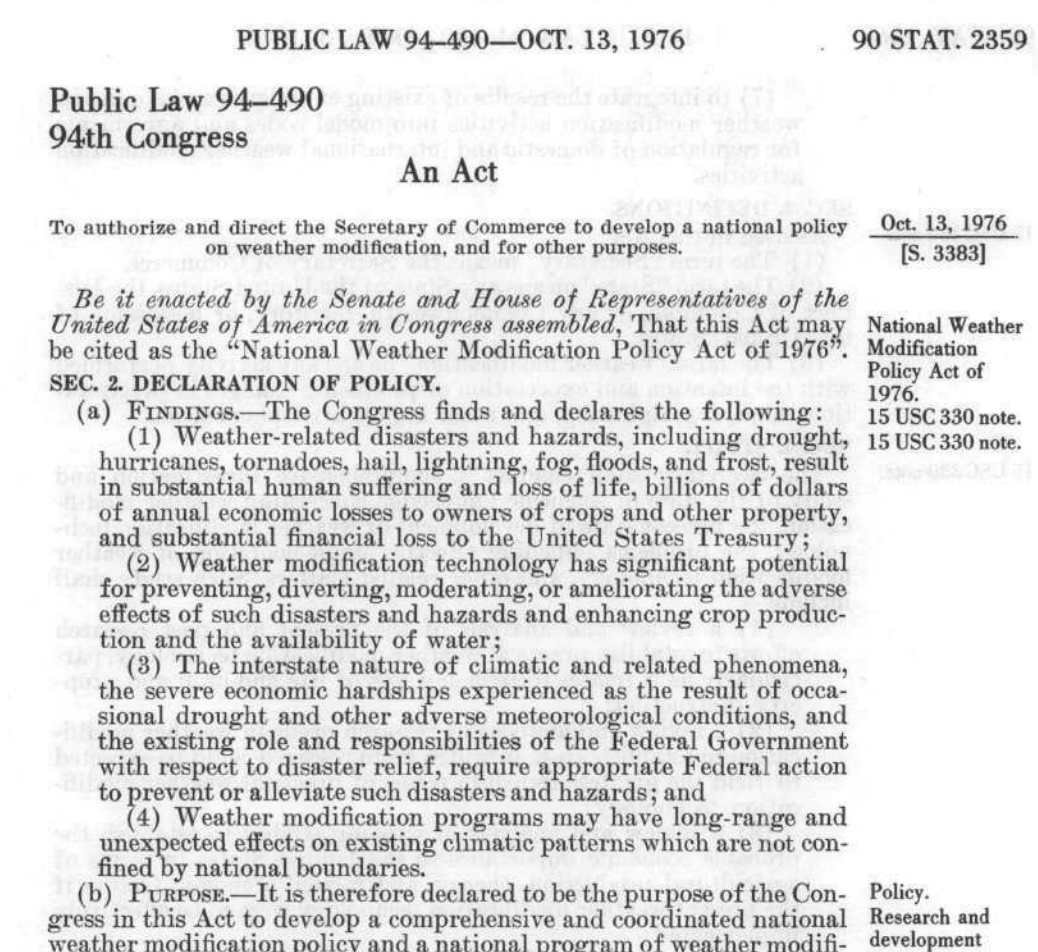 PUBLIC LAW 94–490—OCT. 13, 1976
90 STAT. 2359
Public Law 94–490
94th Congress
An Act
To authorize and direct the Secretary of Commerce to develop a national policy
on weather modification, and for other purposes.
Oct. 13, 1976
[S. 3383]
Be it enacted by the Senate and House of Representatives of the
United States of America in Congress assembled, That this Act may
be cited as the “National Weather Modification Policy Act of 1976”.
National Weather
Modification
Policy Act of
1976.
15 USC 330 note.
15 USC 330 note.
SEC. 2. DECLARATION OF POLICY.
(a) FINDINGS.—The Congress finds and declares the following:
(1) Weather-related disasters and hazards, including drought,
hurricanes, tornadoes, hail, lightning, fog, floods, and frost, result
in substantial human suffering and loss of life, billions of dollars
of annual economic losses to owners of crops and other property,
and substantial financial loss to the United States Treasury;
(2) Weather modification technology has significant potential
for preventing, diverting, moderating, or ameliorating the adverse
effects of such disasters and hazards and enhancing crop produc-
tion and the availability of water;
(3) The interstate nature of climatic and related phenomena,
the severe economic hardships experienced as the result of occa-
sional drought and other adverse meteorological conditions, and
the existing role and responsibilities of the Federal Government
with respect to disaster relief, require appropriate Federal action
to prevent or alleviate such disasters and hazards; and
(4) Weather modification programs may have long-range and
unexpected effects on existing climatic patterns which are not con-
fined by national boundaries.
(b) PURPOSE.—It is therefore declared to be the purpose of the Con-
gress in this Act to develop a comprehensive and coordinated national
weather modification policy and a national program of weather modifi-
Policy.
Research and
development